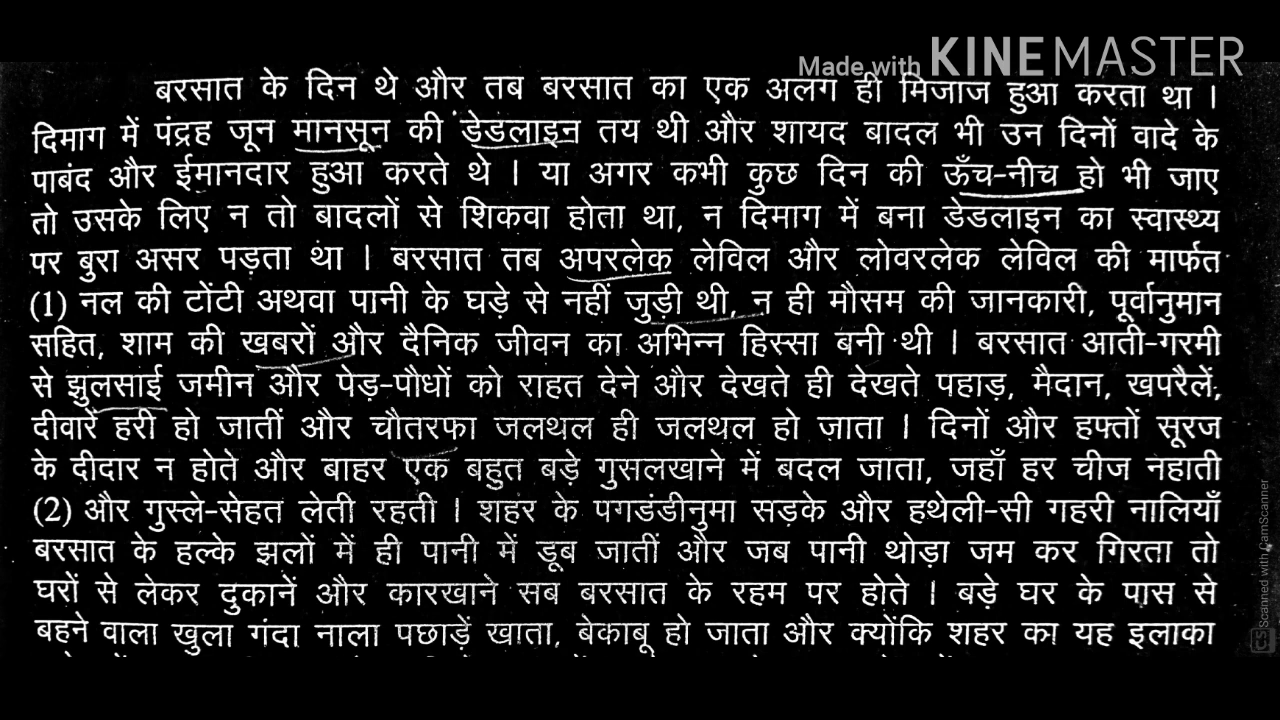 Made with KINEMASTER
बरसात के दिन थे और तब बरसात का एक अलग ही मिजाज हुआ करता था ।
दिमाग में पंद्रह जून मानसून की डेडलाइन तय थी और शायद बादल भी उन दिनों वादे के
पाबंद और ईमानदार हुआ करते थे । या अगर कभी कुछ दिन की ऊँच-नीच हो भी जाए
तो उसके लिए न तो बादलों से शिकवा होता था, न दिमाग में बना डेडलाइन का स्वास्थ्य
पर बुरा असर पड़ता था । बरसात तब अपरलेक लेविल और लोवरलेक लेविल की मार्फत
(1) नल की टोंटी अथवा पानी के घड़े से नहीं जुड़ी थी, न ही मौसम की जानकारी, पूर्वानुमान
सहित, शाम की खबरों और दैनिक जीवन का अभिन्न हिस्सा बनी थी । बरसात आती-गरमी
से झुलसाई जमीन और पेड़-पौधों को राहत देने और देखते ही देखते पहाड़, मैदान, खपरैलें,
दीवारें हरी हो जातीं और चौतरफा जलथल ही जलथल हो जाता । दिनों और हफ्तों सूरज
के दीदार न होते और बाहर एक बहुत बड़े गुसलखाने में बदल जाता, जहाँ हर चीज नहाती
(2) और गुस्ले-सेहत लेती रहती । शहर के पगडंडीनुमा सड़के और हथेली-सी गहरी नालियाँ
बरसात के हल्के झलों में ही पानी में डूब जातीं और जब पानी थोड़ा जम कर गिरता तो
घरों से लेकर दुकानें और कारखाने सब बरसात के रहम पर होते । बड़े घर के पास से
बहने वाला खुला गंदा नाला पछाड़ें खाता, बेकाबू हो जाता और क्योंकि शहर का यह इलाका
CS Scanned with CamScanner